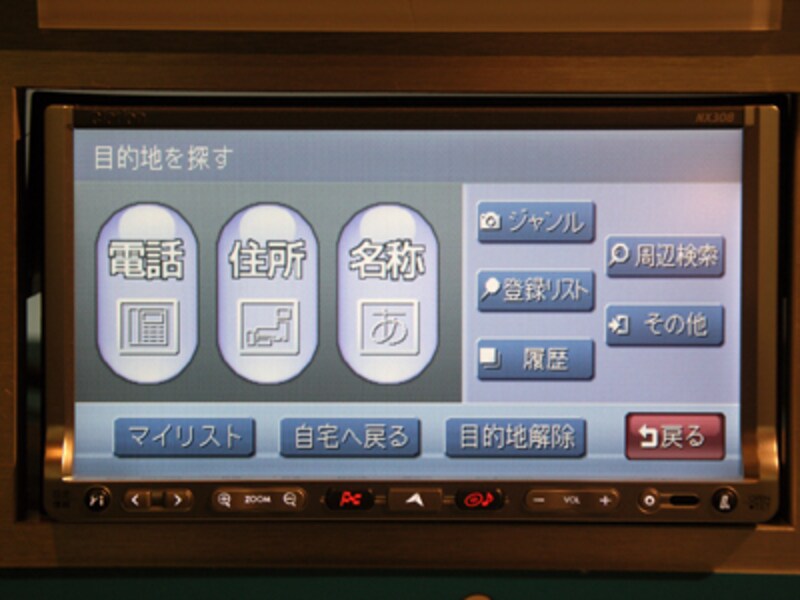 NX308
目的地を探す
電話
住所
名称
あ
ジャンル
周辺検索
登録リスト
その他
履歴
マイリスト
自宅へ戻る
目的地解除
戻る
ZOOM
VOL